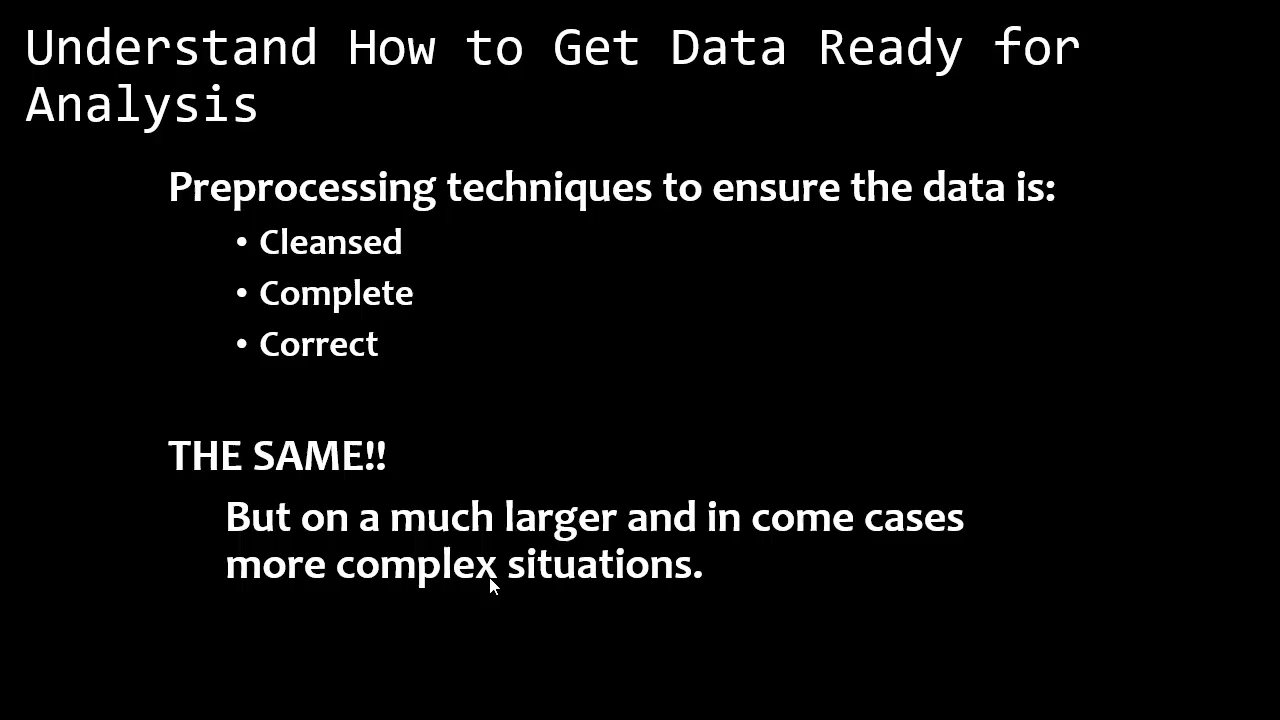 Understand How to Get Data Ready for
Analysis
Preprocessing techniques to ensure the data is:
• Cleansed
• Complete
• Correct
THE SAME!!
But on a much larger and in come cases
more complex situations.